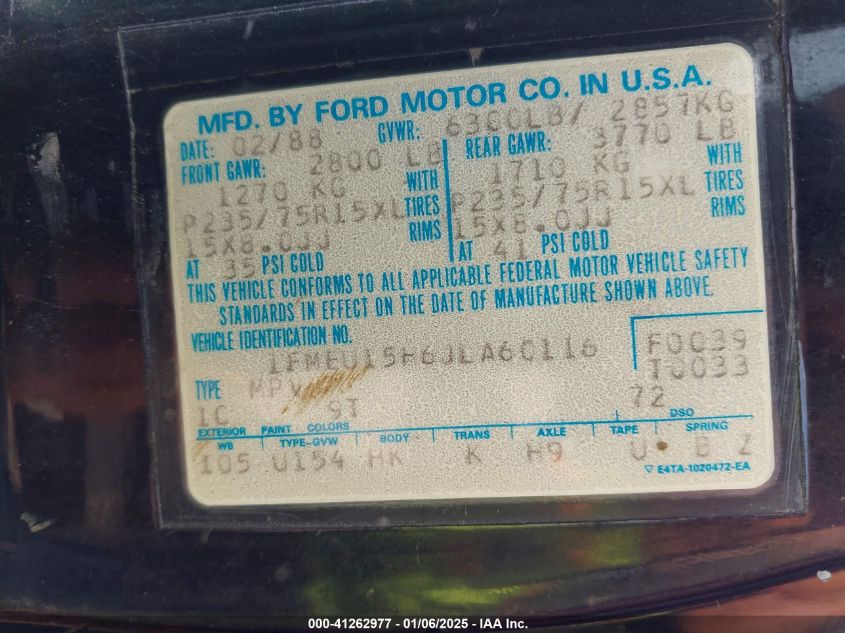 MFD. BY FORD MOTOR CO. IN U.S.A.
DATE: 02/88 GVWR: 6300LB/ 2857KG
FRONT GAWR: 2800 LB REAR GAWR: 3770 LB
1270 KG WITH 1710 KG WITH
P235/75R15XL TIRES P235/75R15XL TIRES
15X8.0JJ RIMS 15X8.0JJ RIMS
AT 35 PSI COLD AT 41 PSI COLD
THIS VEHICLE CONFORMS TO ALL APPLICABLE FEDERAL MOTOR VEHICLE SAFETY
STANDARDS IN EFFECT ON THE DATE OF MANUFACTURE SHOWN ABOVE.
VEHICLE IDENTIFICATION NO.
1FMEU15H6JLA60116 F0039
TYPE MPV T0033
1C 9T 72
EXTERIOR PAINT COLORS DSO
WB TYPE-GVW BODY TRANS AXLE TAPE SPRING
105 U154 HK K H9 U B Z
E4TA-1020472-EA
000-41262977 - 01/06/2025 - IAA Inc.